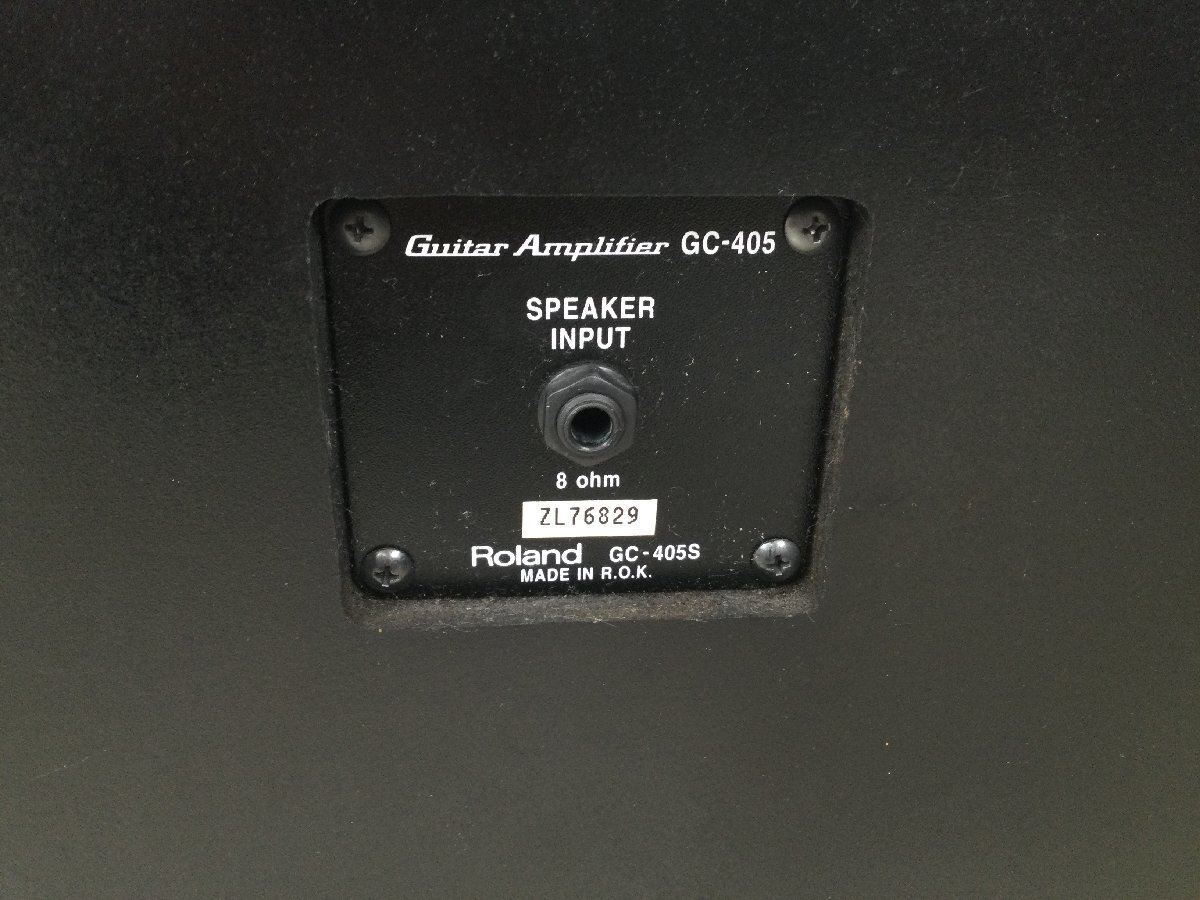 Guitar Amplifier GC-405
SPEAKER
INPUT
8 ohm
ZL76829
Roland GC-405S
MADE IN R.O.K.